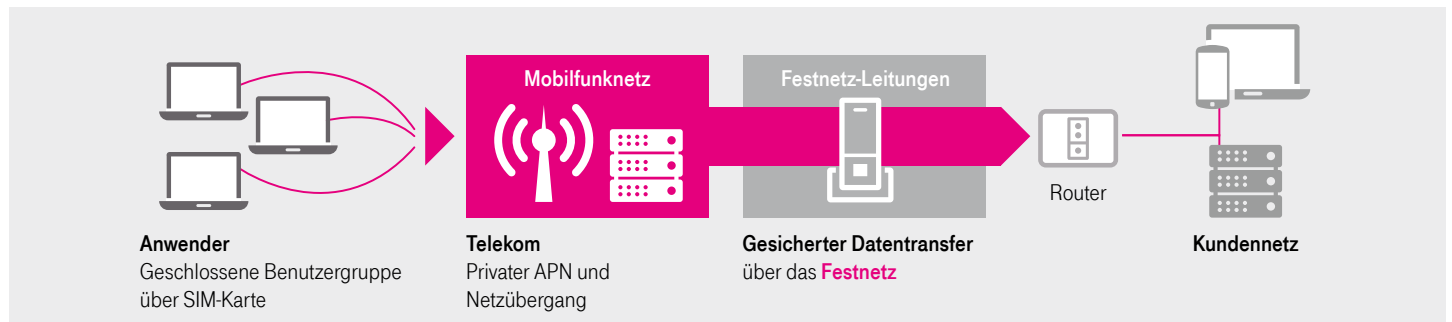 Mobilfunknetz
Festnetz-Leitungen
Router
Anwender
Geschlossene Benutzergruppe
über SIM-Karte
Telekom
Privater APN und
Netzübergang
Gesicherter Datentransfer
über das Festnetz
Kundennetz